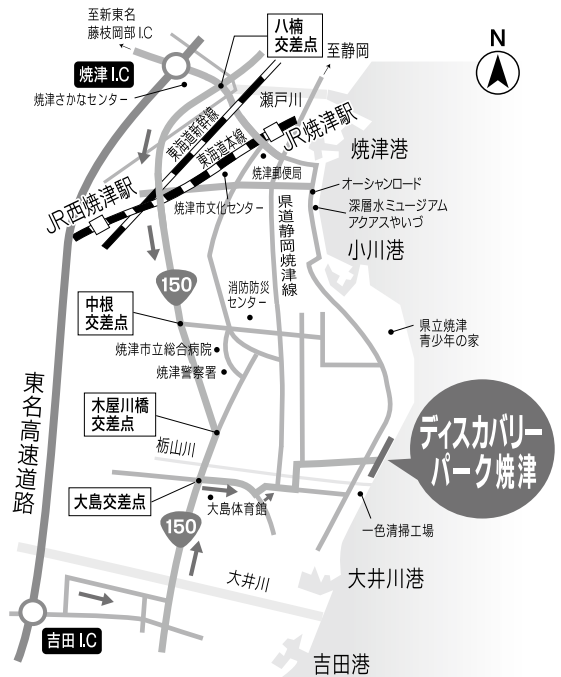 至新東名
藤枝岡部I.C
八楠
交差点
N
至静岡
焼津I.C
焼津さかなセンター
瀬戸川
東海道新幹線
東海道本線
JR焼津駅
焼津港
焼津郵便局
オーシャンロード
JR西焼津駅
焼津市文化センター
深層水ミュージアム
アクアスやいづ
県道静岡焼津線
小川港
150
消防防災
センター
中根
交差点
県立焼津
青少年の家
焼津市立総合病院
焼津警察署
東名高速道路
木屋川橋
交差点
ディスカバリー
パーク焼津
栃山川
大島交差点
大島体育館
150
一色清掃工場
大井川
大井川港
吉田I.C
吉田港